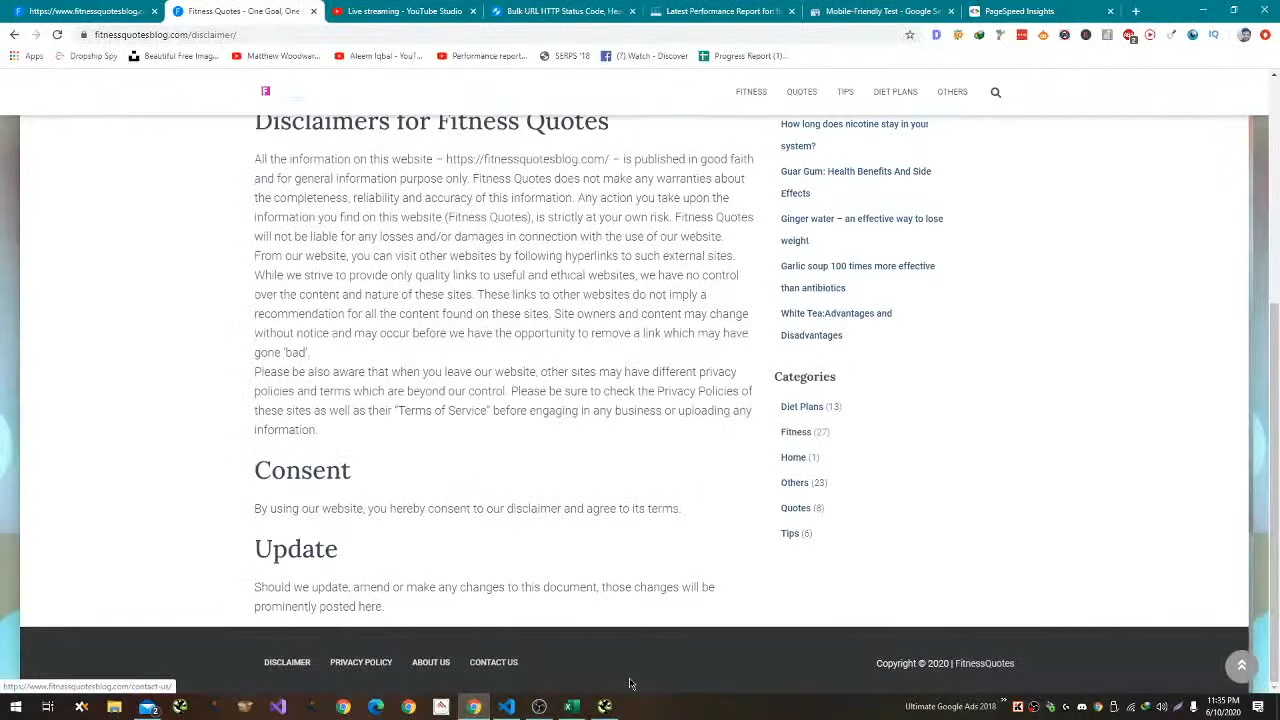 Fitness Quotes - One
YouTube Studio
Bulk URL HTTP Status Code, He
Latest Performance Report for:
Mobile-Friendly Test - Google Se
PageSpeed Insights
fitnessquotesblog.com/disclaimer/
Apps
Dropship Spy
Beautiful Free Imag...
Matthew Woodwar...
Aleem Iqbal - YouT...
Performance report...
SERPS '18
(7) Watch - Discover
Progress Report (1)...
F
FITNESS
QUOTES
TIPS
DIET PLANS
OTHERS
Disclaimers for Fitness Quotes
All the information on this website – https://fitnessquotesblog.com/ – is published in good faith
and for general information purpose only. Fitness Quotes does not make any warranties about
the completeness, reliability and accuracy of this information. Any action you take upon the
information you find on this website (Fitness Quotes), is strictly at your own risk. Fitness Quotes
will not be liable for any losses and/or damages in connection with the use of our website.
From our website, you can visit other websites by following hyperlinks to such external sites.
While we strive to provide only quality links to useful and ethical websites, we have no control
over the content and nature of these sites. These links to other websites do not imply a
recommendation for all the content found on these sites. Site owners and content may change
without notice and may occur before we have the opportunity to remove a link which may have
gone 'bad'.
Please be also aware that when you leave our website, other sites may have different privacy
policies and terms which are beyond our control. Please be sure to check the Privacy Policies of
these sites as well as their “Terms of Service” before engaging in any business or uploading any
information.
Consent
By using our website, you hereby consent to our disclaimer and agree to its terms.
Update
Should we update, amend or make any changes to this document, those changes will be
prominently posted here.
How long does nicotine stay in your
system?
Guar Gum: Health Benefits And Side
Effects
Ginger water – an effective way to lose
weight
Garlic soup 100 times more effective
than antibiotics
White Tea:Advantages and
Disadvantages
Categories
Diet Plans (13)
Fitness (27)
Home (1)
Others (23)
Quotes (8)
Tips (6)
DISCLAIMER
PRIVACY POLICY
ABOUT US
CONTACT US
Copyright © 2020 | FitnessQuotes
https://www.fitnessquotesblog.com/contact-us/
Ultimate Google Ads 2018
11:35 PM
6/10/2020